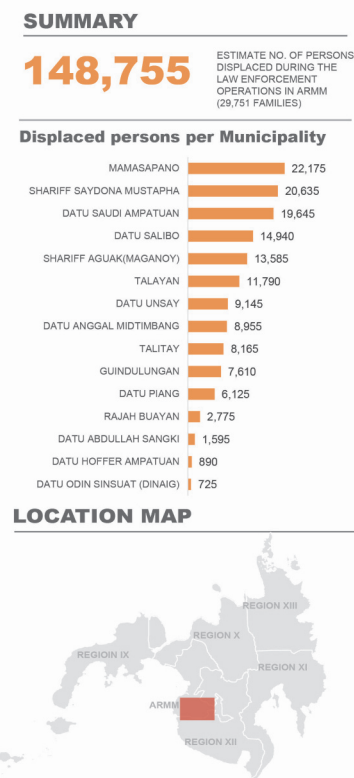 SUMMARY
148,755
ESTIMATE NO. OF PERSONS
DISPLACED DURING THE
LAW ENFORCEMENT
OPERATIONS IN ARMM
(29,751 FAMILIES)
Displaced persons per Municipality
MAMASAPANO 22,175
SHARIFF SAYDONA MUSTAPHA 20,635
DATU SAUDI AMPATUAN 19,645
DATU SALIBO 14,940
SHARIFF AGUAK(MAGANOY) 13,585
TALAYAN 11,790
DATU UNSAY 9,145
DATU ANGGAL MIDTIMBANG 8,955
TALITAY 8,165
GUINDULUNGAN 7,610
DATU PIANG 6,125
RAJAH BUAYAN 2,775
DATU ABDULLAH SANGKI 1,595
DATU HOFFER AMPATUAN 890
DATU ODIN SINSUAT (DINAIG) 725
LOCATION MAP
REGION XIII
REGION X
REGIOIN IX
REGION XI
ARMM
REGION XII